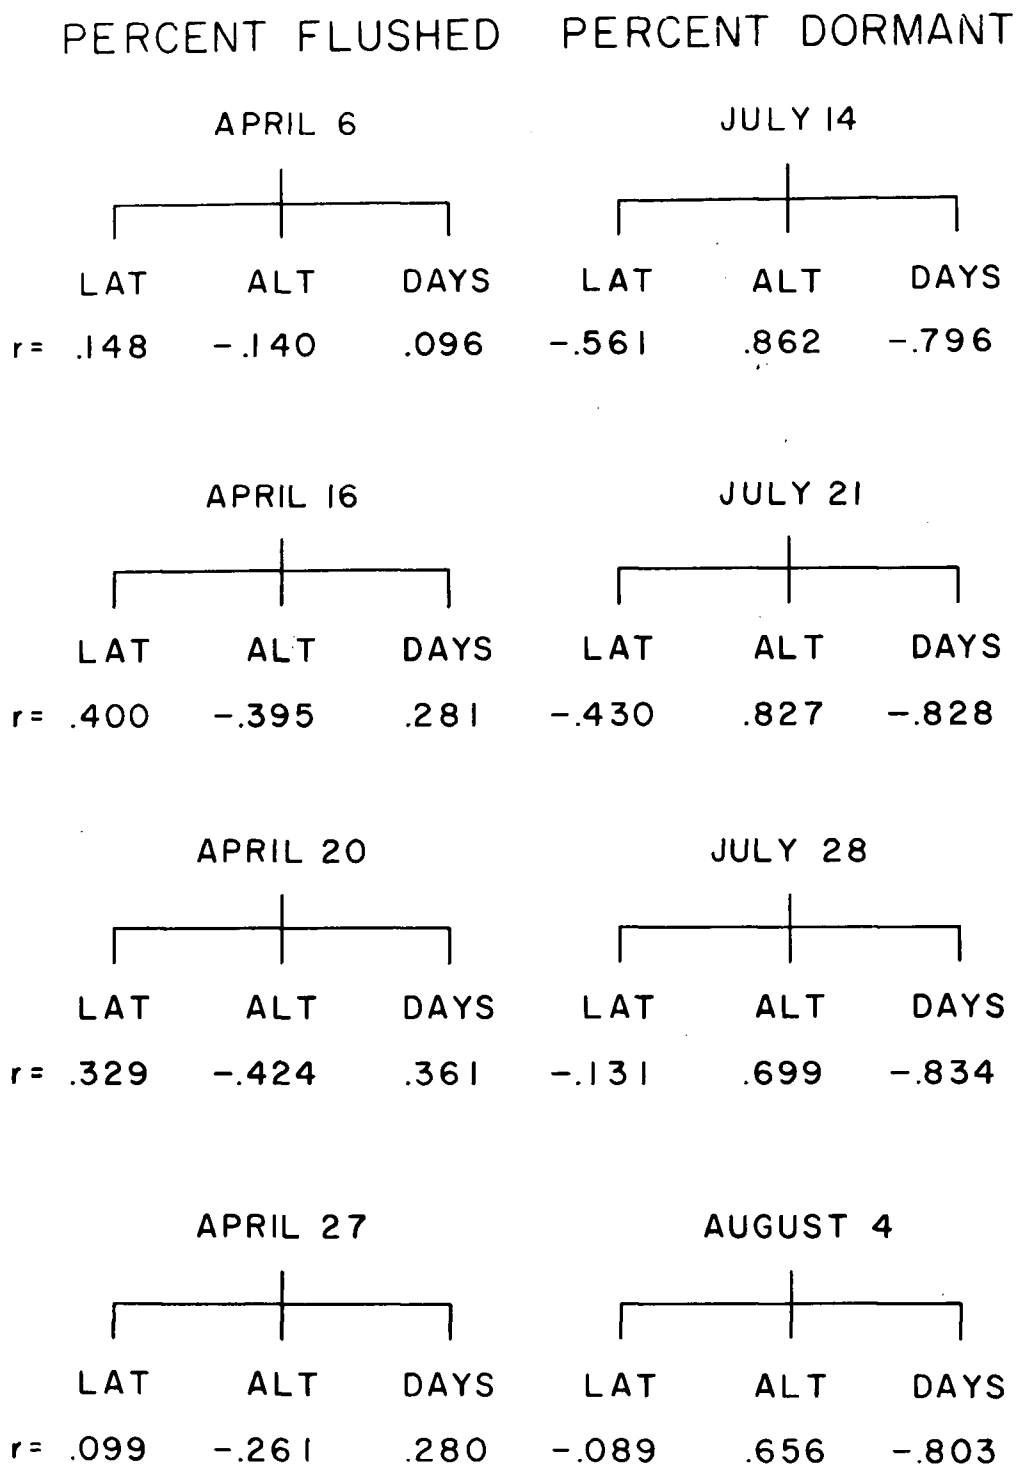 PERCENT FLUSHED PERCENT DORMANT
APRIL 6 JULY 14
LAT ALT DAYS LAT ALT DAYS
r= .148 -.140 .096 -.561 .862 -.796
APRIL 16 JULY 21
LAT ALT DAYS LAT ALT DAYS
r= .400 -.395 .281 -.430 .827 -.828
APRIL 20 JULY 28
LAT ALT DAYS LAT ALT DAYS
r= .329 -.424 .361 -.131 .699 -.834
APRIL 27 AUGUST 4
LAT ALT DAYS LAT ALT DAYS
r= .099 -.261 .280 -.089 .656 -.803